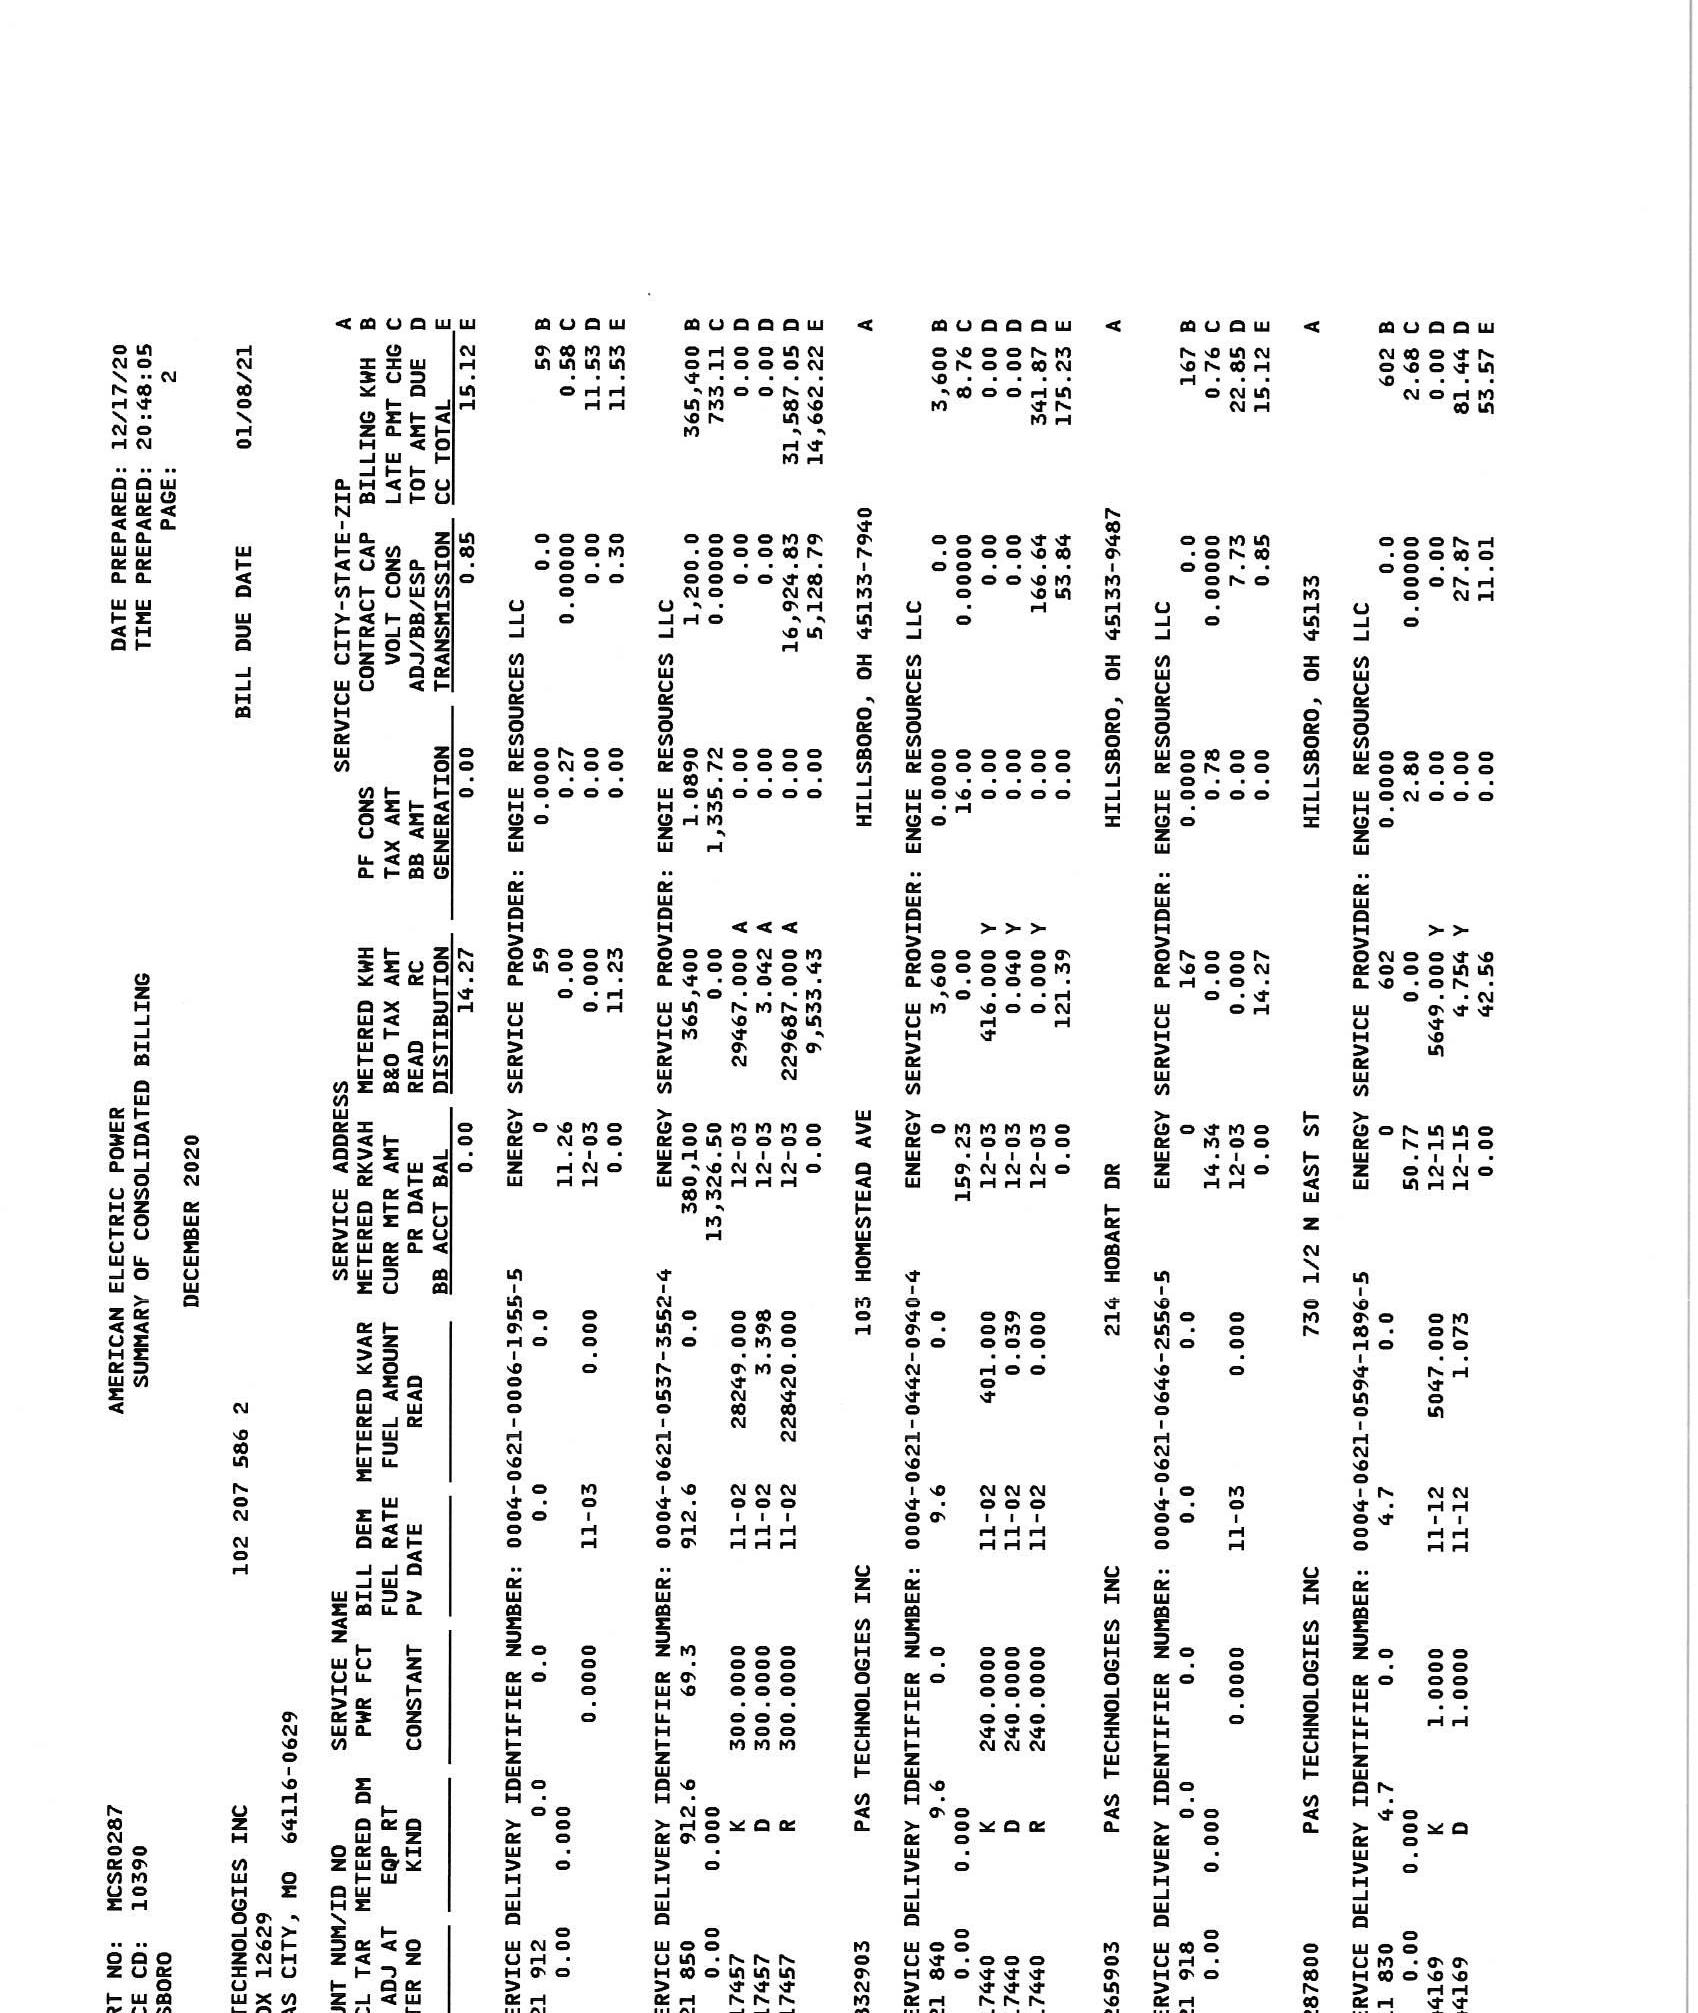 RT NO: MCSR0287 AMERICAN ELECTRIC POWER DATE PREPARED: 12/17/20
CE CD: 10390 SUMMARY OF CONSOLIDATED BILLING TIME PREPARED: 20:48:05
SBORO PAGE: 2
DECEMBER 2020
TECHNOLOGIES INC 102 207 586 2 BILL DUE DATE 01/08/21
OX 12629
AS CITY, MO 64116-0629
UNT NUM/ID NO SERVICE NAME SERVICE ADDRESS SERVICE CITY-STATE-ZIP A
CL TAR METERED DM PWR FCT BILL DEM METERED KVAR METERED RKVAH METERED KWH PF CONS CONTRACT CAP BILLING KWH B
ADJ AT EQP RT FUEL RATE FUEL AMOUNT CURR MTR AMT B&O TAX AMT TAX AMT VOLT CONS LATE PMT CHG C
TER NO KIND CONSTANT PV DATE READ PR DATE READ RC BB AMT ADJ/BB/ESP TOT AMT DUE D
BB ACCT BAL DISTIBUTION GENERATION TRANSMISSION CC TOTAL E
0.00 14.27 0.00 0.85 15.12 E
ERVICE DELIVERY IDENTIFIER NUMBER: 0004-0621-0006-1955-5 ENERGY SERVICE PROVIDER: ENGIE RESOURCES LLC
21 912 0.0 0.0 0.0 0.0 0 59 0.0000 0.0 59 B
0.00 0.000 11.26 0.00 0.27 0.00000 0.58 C
0.0000 11-03 0.000 12-03 0.000 0.00 0.00 11.53 D
0.00 11.23 0.00 0.30 11.53 E
ERVICE DELIVERY IDENTIFIER NUMBER: 0004-0621-0537-3552-4 ENERGY SERVICE PROVIDER: ENGIE RESOURCES LLC
21 850 912.6 69.3 912.6 0.0 380,100 365,400 1.0890 1,200.0 365,400 B
0.00 0.000 13,326.50 0.00 1,335.72 0.00000 733.11 C
17457 K 300.0000 11-02 28249.000 12-03 29467.000 A 0.00 0.00 0.00 D
17457 D 300.0000 11-02 3.398 12-03 3.042 A 0.00 0.00 0.00 D
17457 R 300.0000 11-02 228420.000 12-03 229687.000 A 0.00 16,924.83 31,587.05 D
0.00 9,533.43 0.00 5,128.79 14,662.22 E
332903 PAS TECHNOLOGIES INC 103 HOMESTEAD AVE HILLSBORO, OH 45133-7940 A
ERVICE DELIVERY IDENTIFIER NUMBER: 0004-0621-0442-0940-4 ENERGY SERVICE PROVIDER: ENGIE RESOURCES LLC
21 840 9.6 0.0 9.6 0.0 0 3,600 0.0000 0.0 3,600 B
0.00 0.000 159.23 0.00 16.00 0.00000 8.76 C
17440 K 240.0000 11-02 401.000 12-03 416.000 Y 0.00 0.00 0.00 D
17440 D 240.0000 11-02 0.039 12-03 0.040 Y 0.00 0.00 0.00 D
17440 R 240.0000 11-02 0.000 12-03 0.000 Y 0.00 166.64 341.87 D
0.00 121.39 0.00 53.84 175.23 E
265903 PAS TECHNOLOGIES INC 214 HOBART DR HILLSBORO, OH 45133-9487 A
ERVICE DELIVERY IDENTIFIER NUMBER: 0004-0621-0646-2556-5 ENERGY SERVICE PROVIDER: ENGIE RESOURCES LLC
21 918 0.0 0.0 0.0 0.0 0 167 0.0000 0.0 167 B
0.00 0.000 14.34 0.00 0.78 0.00000 0.76 C
0.0000 11-03 0.000 12-03 0.000 0.00 7.73 22.85 D
0.00 14.27 0.00 0.85 15.12 E
287800 PAS TECHNOLOGIES INC 730 1/2 N EAST ST HILLSBORO, OH 45133 A
ERVICE DELIVERY IDENTIFIER NUMBER: 0004-0621-0594-1896-5 ENERGY SERVICE PROVIDER: ENGIE RESOURCES LLC
11 830 4.7 0.0 4.7 0.0 0 602 0.0000 0.0 602 B
0.00 0.000 50.77 0.00 2.80 0.00000 2.68 C
4169 K 1.0000 11-12 5047.000 12-15 5649.000 Y 0.00 0.00 0.00 D
4169 D 1.0000 11-12 1.073 12-15 4.754 Y 0.00 27.87 81.44 D
0.00 42.56 0.00 11.01 53.57 E